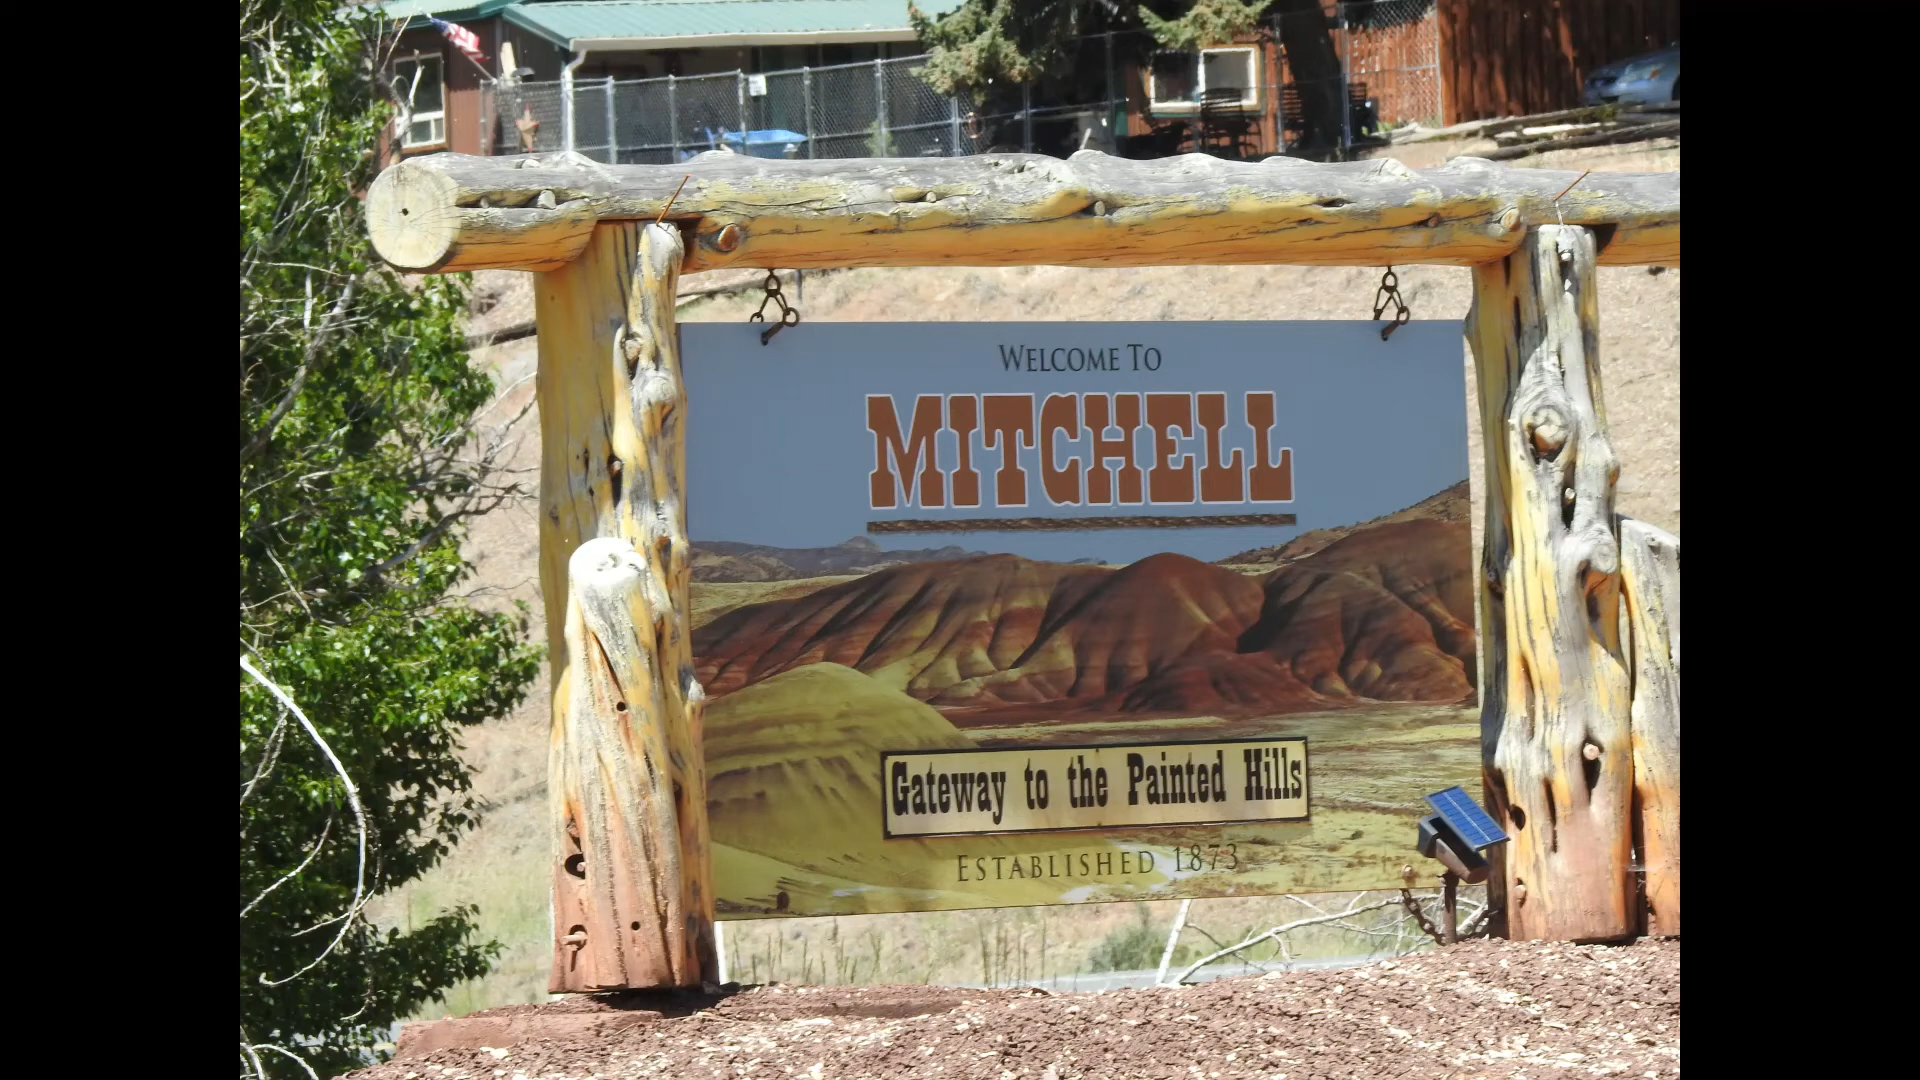 WELCOME TO
MITCHELL
Gateway to the Painted Hills
ESTABLISHED 1873